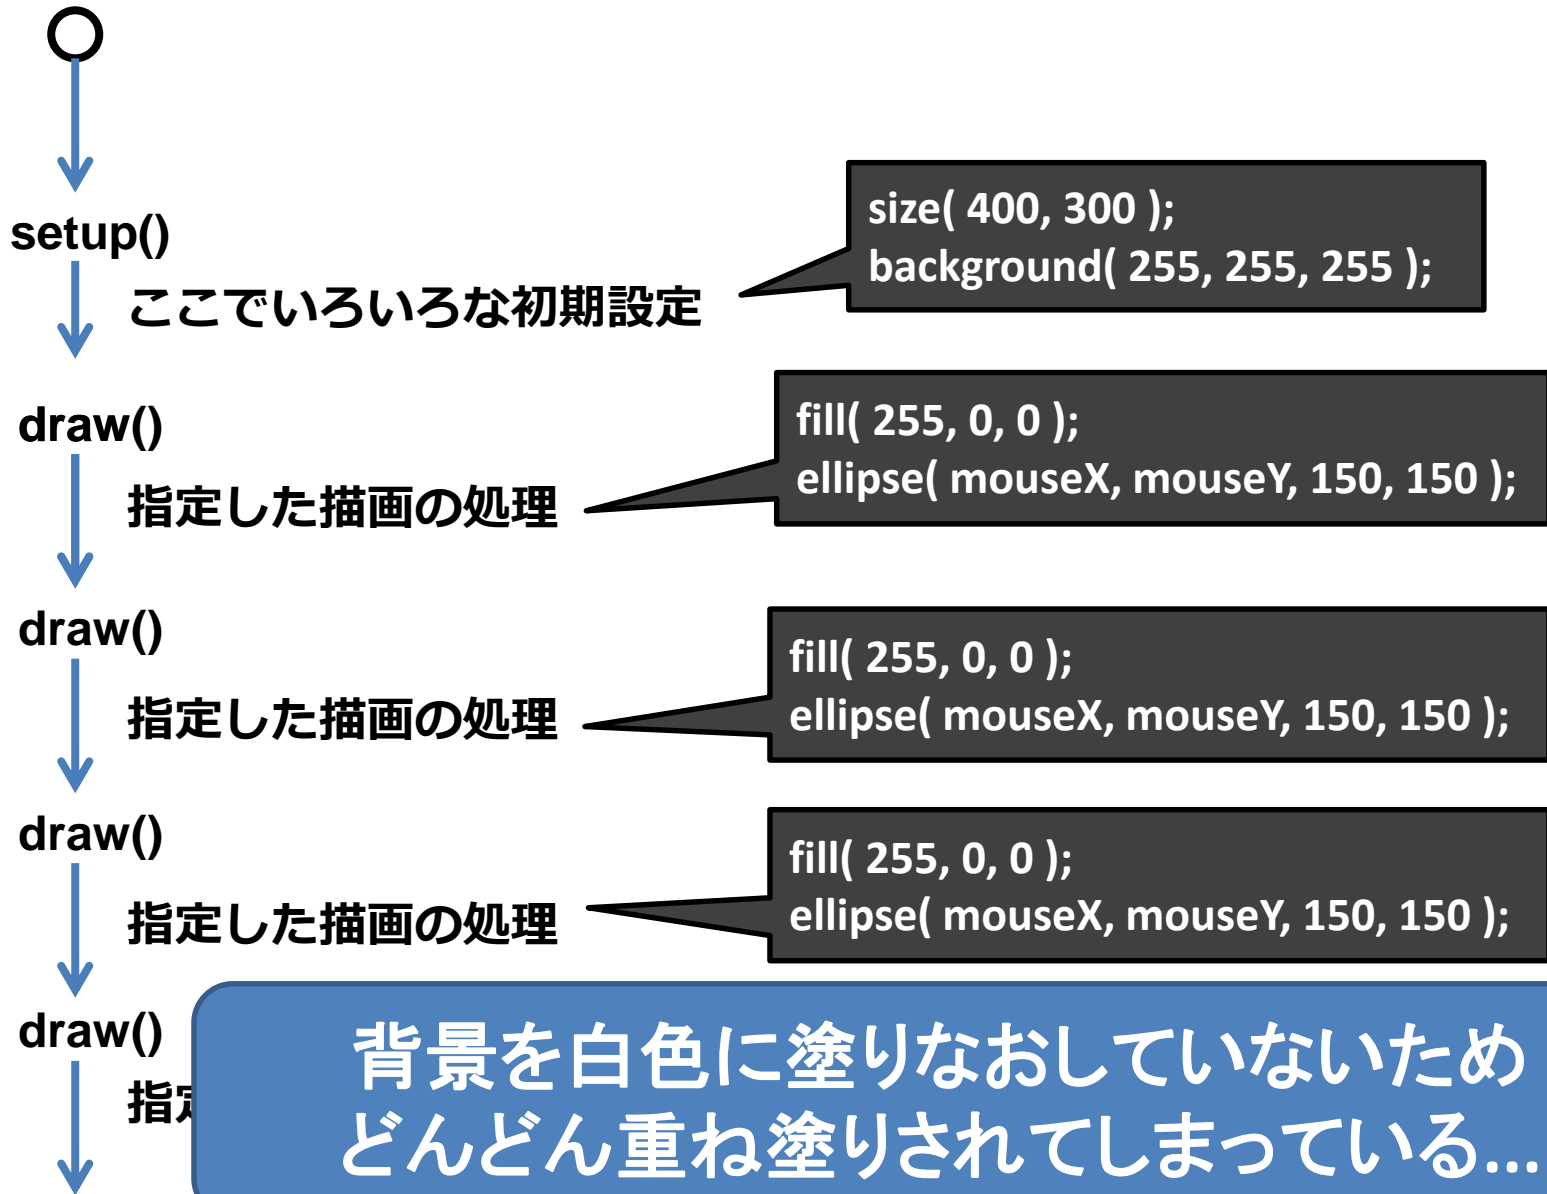 size( 400, 300 );
background( 255, 255, 255 );
setup()
ここでいろいろな初期設定
draw()
fill( 255, 0, 0 );
ellipse( mouseX, mouseY, 150, 150 );
指定した描画の処理
draw()
fill( 255, 0, 0 );
ellipse( mouseX, mouseY, 150, 150 );
指定した描画の処理
draw()
fill( 255, 0, 0 );
ellipse( mouseX, mouseY, 150, 150 );
指定した描画の処理
draw()
指
背景を白色に塗りなおしていないため
どんどん重ね塗りされてしまっている…